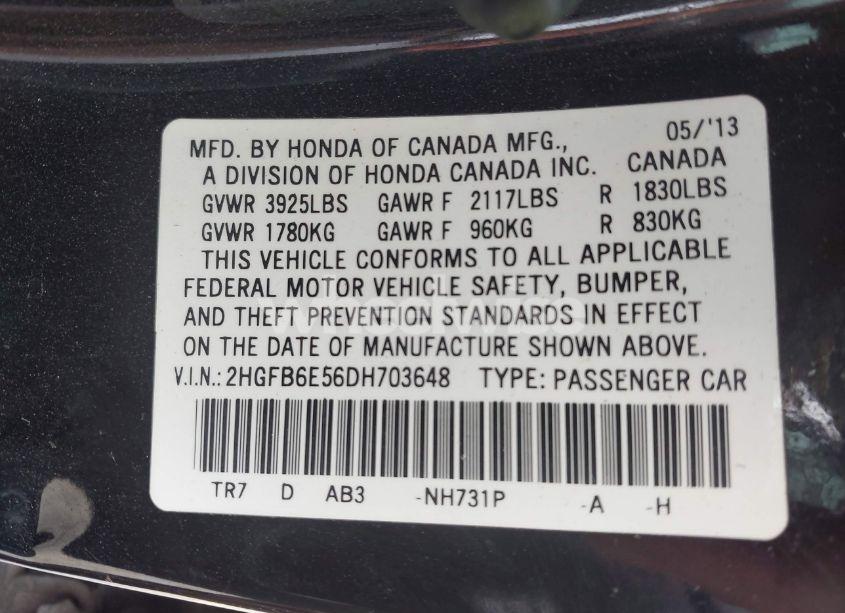 MFD. BY HONDA OF CANADA MFG., 05/'13
A DIVISION OF HONDA CANADA INC. CANADA
GVWR 3925LBS GAWR F 2117LBS R 1830LBS
GVWR 1780KG GAWR F 960KG R 830KG
THIS VEHICLE CONFORMS TO ALL APPLICABLE
FEDERAL MOTOR VEHICLE SAFETY, BUMPER,
AND THEFT PREVENTION STANDARDS IN EFFECT
ON THE DATE OF MANUFACTURE SHOWN ABOVE.
V.I.N.: 2HGFB6E56DH703648 TYPE: PASSENGER CAR
TR7 D AB3 -NH731P -A -H